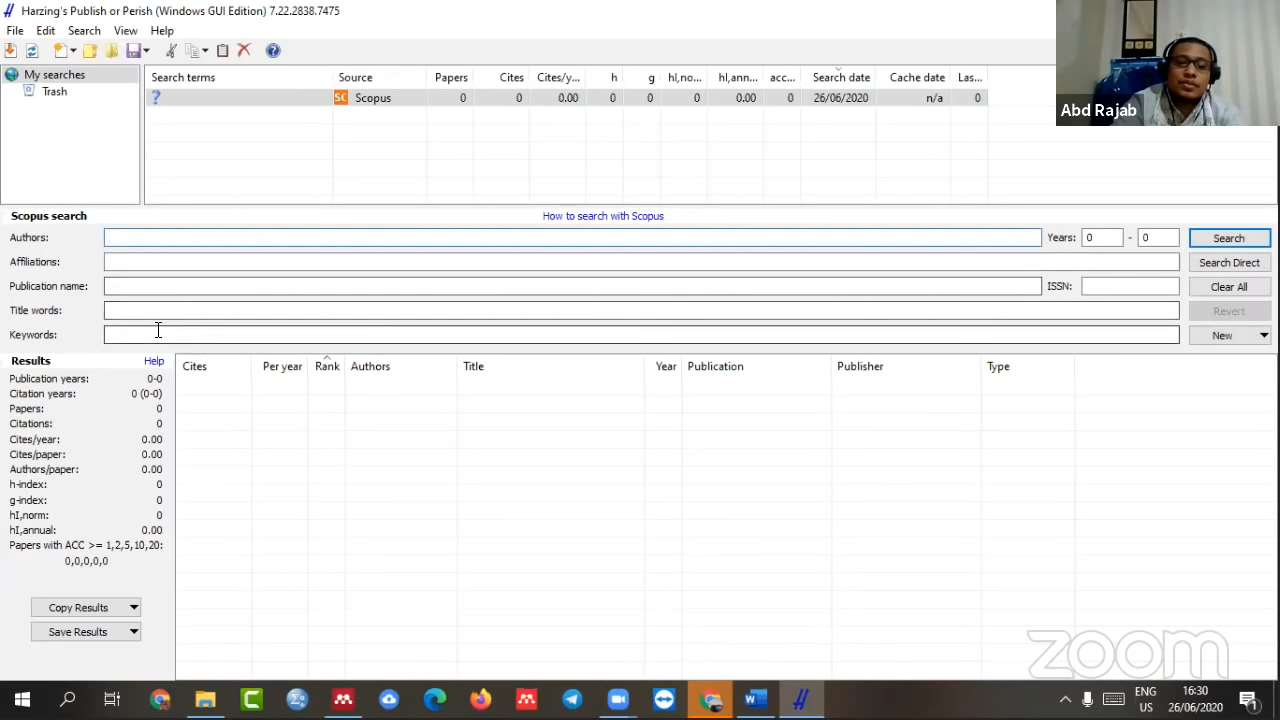 Harzing's Publish or Perish (Windows GUI Edition) 7.22.2838.7475
File Edit Search View Help
My searches
Trash
Search terms Source Papers Cites Cites/y... h g hI,no... hI,ann... acc... Search date Cache date Las...
? SC Scopus 0 0 0.00 0 0 0 0.00 0 26/06/2020 n/a 0
Abd Rajab
Scopus search How to search with Scopus
Authors: Years: 0 - 0 Search
Affiliations: Search Direct
Publication name: ISSN: Clear All
Title words: Revert
Keywords: New
Results Help
Cites Per year Rank Authors Title Year Publication Publisher Type
Publication years: 0-0
Citation years: 0 (0-0)
Papers: 0
Citations: 0
Cites/year: 0.00
Cites/paper: 0.00
Authors/paper: 0.00
h-index: 0
g-index: 0
hI,norm: 0
hI,annual: 0.00
Papers with ACC >= 1,2,5,10,20:
0,0,0,0,0
Copy Results
Save Results
zoom
ENG
US
16:30
26/06/2020
1